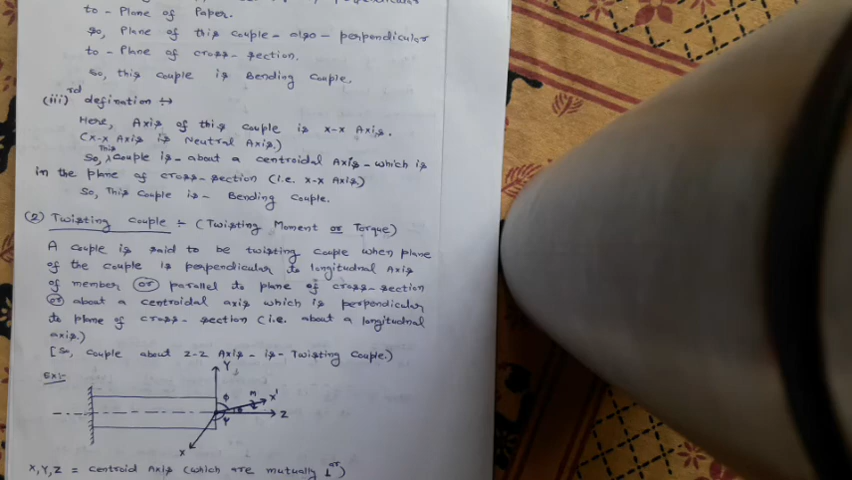 perpendicular
to - Plane of Paper.
so, Plane of this couple - also - perpendicular
to - Plane of cross - section.
so, this couple is Bending Couple.
(iii) rd defination ↔
Here, Axis of this couple is x-x Axis.
(x-x Axis is Neutral Axis.)
So, This couple is - about a centroidal Axis - which is
in the plane of cross - section (i.e. x-x Axis)
So, This couple is - Bending Couple.
(2) Twisting Couple :- (Twisting Moment or Torque)
A couple is said to be twisting couple when plane
of the couple is perpendicular to longitudnal Axis
of member (or) parallel to plane of cross - section
(or) about a centroidal axis which is perpendicular
to plane of cross - section (i.e. about a longitudnal
axis.)
[So, couple about z-z Axis - is - Twisting Couple.)
Ex:-
Y
φ
M
X'
θ
Z
ψ
X
X, Y, Z = centroid Axis (which are mutually ⊥ar)